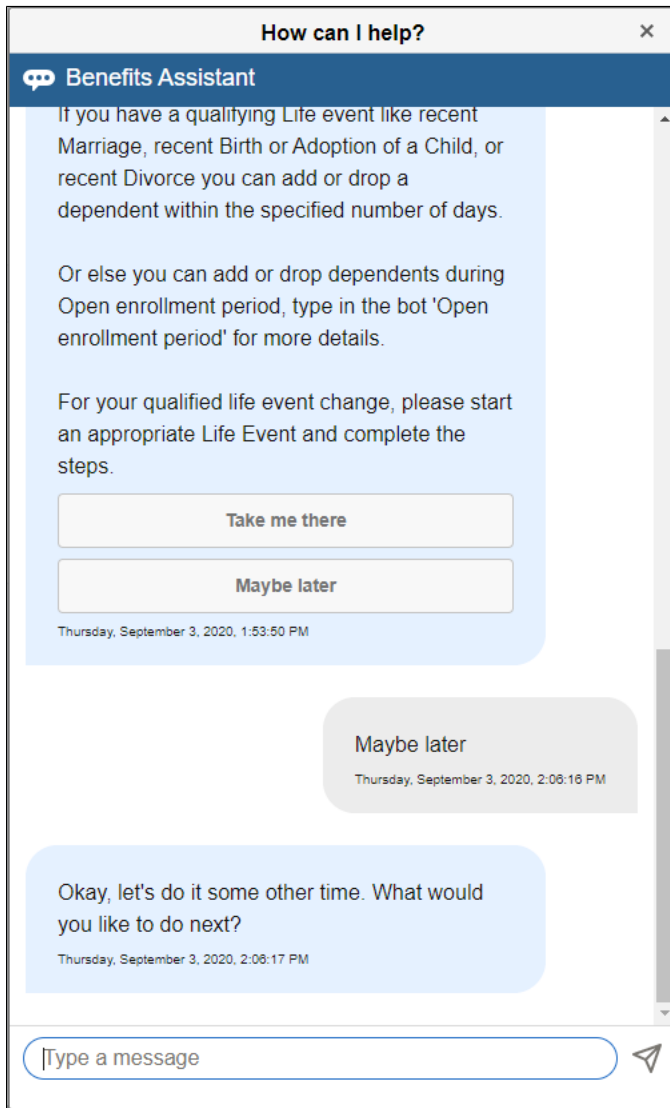 How can I help?
Benefits Assistant
If you have a qualifying Life event like recent
Marriage, recent Birth or Adoption of a Child, or
recent Divorce you can add or drop a
dependent within the specified number of days.
Or else you can add or drop dependents during
Open enrollment period, type in the bot 'Open
enrollment period' for more details.
For your qualified life event change, please start
an appropriate Life Event and complete the
steps.
Take me there
Maybe later
Thursday, September 3, 2020, 1:53:50 PM
Maybe later
Thursday, September 3, 2020, 2:06:16 PM
Okay, let's do it some other time. What would
you like to do next?
Thursday, September 3, 2020, 2:06:17 PM
Type a message